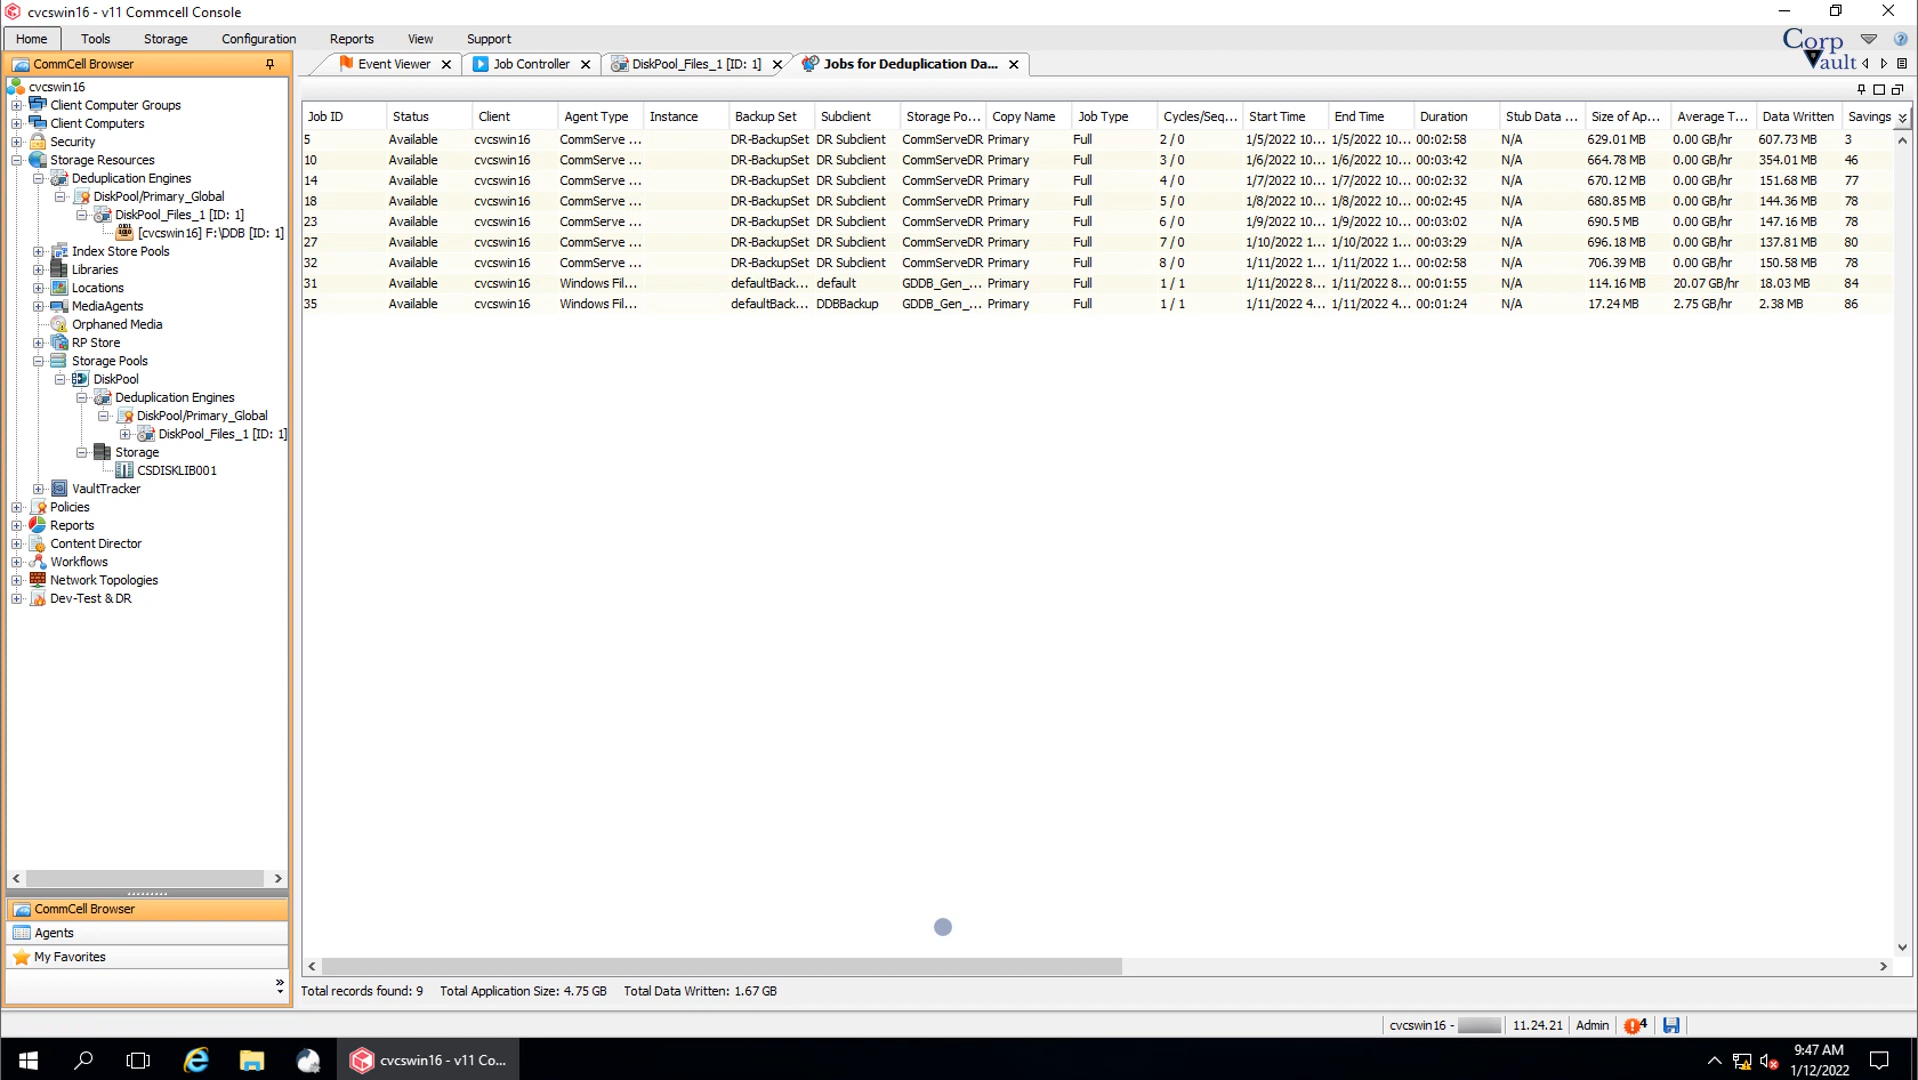 cvcswin16 - v11 Commcell Console
Home Tools Storage Configuration Reports View Support
Corp Vault
CommCell Browser
Event Viewer Job Controller DiskPool_Files_1 [ID: 1] Jobs for Deduplication Da...
cvcswin16
Client Computer Groups
Client Computers
Security
Storage Resources
Deduplication Engines
DiskPool/Primary_Global
DiskPool_Files_1 [ID: 1]
[cvcswin16] F:\DDB [ID: 1]
Index Store Pools
Libraries
Locations
MediaAgents
Orphaned Media
RP Store
Storage Pools
DiskPool
Deduplication Engines
DiskPool/Primary_Global
DiskPool_Files_1 [ID: 1]
Storage
CSDISKLIB001
VaultTracker
Policies
Reports
Content Director
Workflows
Network Topologies
Dev-Test & DR
CommCell Browser
Agents
My Favorites
Job ID Status Client Agent Type Instance Backup Set Subclient Storage Po... Copy Name Job Type Cycles/Seq... Start Time End Time Duration Stub Data ... Size of Ap... Average T... Data Written Savings
5 Available cvcswin16 CommServe ... DR-BackupSet DR Subclient CommServeDR Primary Full 2 / 0 1/5/2022 10... 1/5/2022 10... 00:02:58 N/A 629.01 MB 0.00 GB/hr 607.73 MB 3
10 Available cvcswin16 CommServe ... DR-BackupSet DR Subclient CommServeDR Primary Full 3 / 0 1/6/2022 10... 1/6/2022 10... 00:03:42 N/A 664.78 MB 0.00 GB/hr 354.01 MB 46
14 Available cvcswin16 CommServe ... DR-BackupSet DR Subclient CommServeDR Primary Full 4 / 0 1/7/2022 10... 1/7/2022 10... 00:02:32 N/A 670.12 MB 0.00 GB/hr 151.68 MB 77
18 Available cvcswin16 CommServe ... DR-BackupSet DR Subclient CommServeDR Primary Full 5 / 0 1/8/2022 10... 1/8/2022 10... 00:02:45 N/A 680.85 MB 0.00 GB/hr 144.36 MB 78
23 Available cvcswin16 CommServe ... DR-BackupSet DR Subclient CommServeDR Primary Full 6 / 0 1/9/2022 10... 1/9/2022 10... 00:03:02 N/A 690.5 MB 0.00 GB/hr 147.16 MB 78
27 Available cvcswin16 CommServe ... DR-BackupSet DR Subclient CommServeDR Primary Full 7 / 0 1/10/2022 1... 1/10/2022 1... 00:03:29 N/A 696.18 MB 0.00 GB/hr 137.81 MB 80
32 Available cvcswin16 CommServe ... DR-BackupSet DR Subclient CommServeDR Primary Full 8 / 0 1/11/2022 1... 1/11/2022 1... 00:02:58 N/A 706.39 MB 0.00 GB/hr 150.58 MB 78
31 Available cvcswin16 Windows Fil... defaultBack... default GDDB_Gen_... Primary Full 1 / 1 1/11/2022 8... 1/11/2022 8... 00:01:55 N/A 114.16 MB 20.07 GB/hr 18.03 MB 84
35 Available cvcswin16 Windows Fil... defaultBack... DDBBackup GDDB_Gen_... Primary Full 1 / 1 1/11/2022 4... 1/11/2022 4... 00:01:24 N/A 17.24 MB 2.75 GB/hr 2.38 MB 86
Total records found: 9 Total Application Size: 4.75 GB Total Data Written: 1.67 GB
cvcswin16 - 11.24.21 Admin 4
cvcswin16 - v11 Co... 9:47 AM
1/12/2022